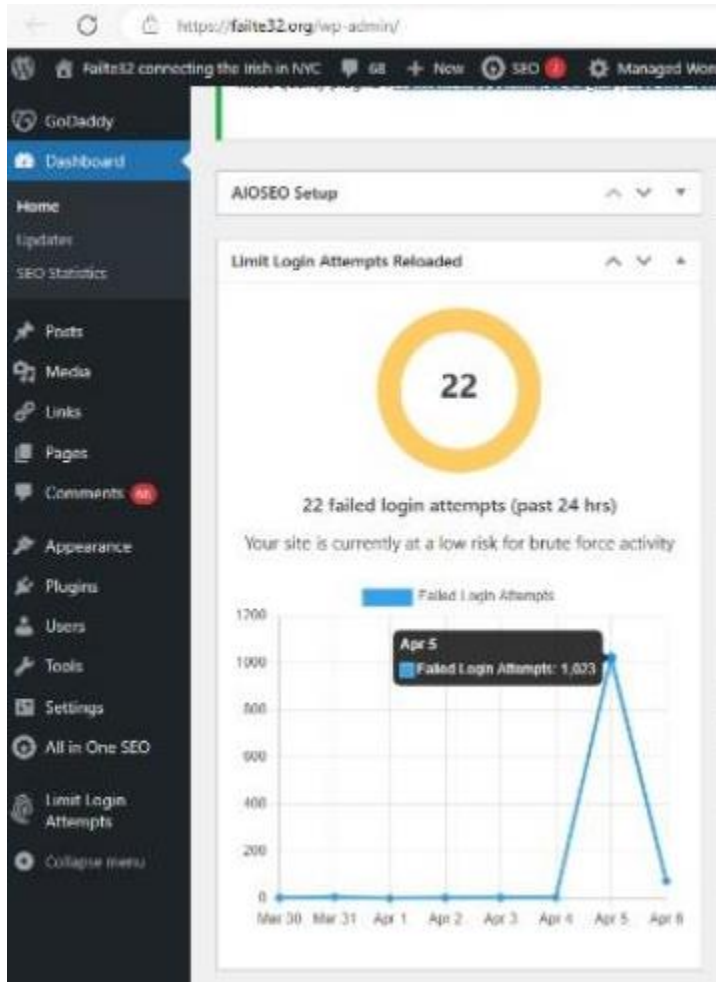 https://failte32.org/wp-admin/
Failte32 connecting the Irish in NYC 68 + New SEO Managed Wor
GoDaddy
Dashboard
Home
Updates
SEO Statistics
Posts
Media
Links
Pages
Comments 68
Appearance
Plugins
Users
Tools
Settings
All in One SEO
Limit Login
Attempts
Collapse menu
AIOSEO Setup
Limit Login Attempts Reloaded
22
22 failed login attempts (past 24 hrs)
Your site is currently at a low risk for brute force activity
Failed Login Attempts
1200
1000
800
600
400
200
0
Apr 5
Failed Login Attempts: 1,023
Mar 30 Mar 31 Apr 1 Apr 2 Apr 3 Apr 4 Apr 5 Apr 6